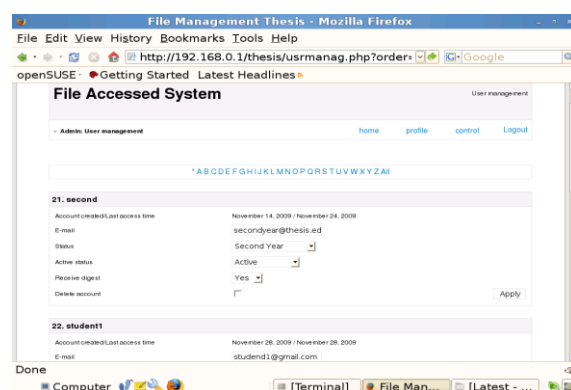 File Management Thesis - Mozilla Firefox
File Edit View History Bookmarks Tools Help
http://192.168.0.1/thesis/usrmanag.php?order= Google
openSUSE Getting Started Latest Headlines
File Accessed System User management
- Admin: User management home profile control Logout
* A B C D E F G H I J K L M N O P Q R S T U V W X Y Z All
21. second
Account created/Last access time November 14, 2009 / November 24, 2009
E-mail secondyear@thesis.ed
Status Second Year
Active status Active
Receive digest Yes
Delete account Apply
22. student1
Account created/Last access time November 28, 2009 / November 28, 2009
E-mail studend1@gmail.com
Done
Computer [Terminal] File Man... [Latest - ...